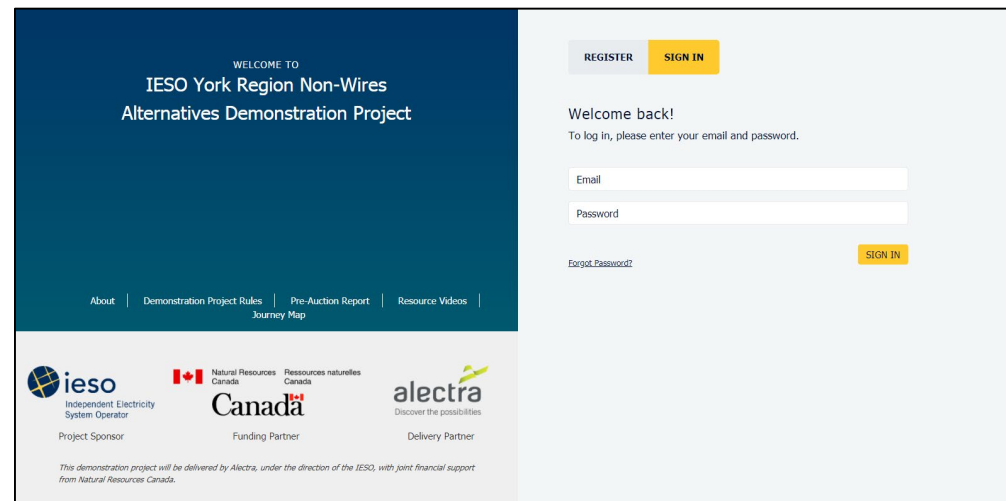 WELCOME TO
IESO York Region Non-Wires
Alternatives Demonstration Project
About
Demonstration Project Rules
Pre-Auction Report
Resource Videos
Journey Map
ieso
Independent Electricity
System Operator
Project Sponsor
Natural Resources
Canada
Ressources naturelles
Canada
Canada
Funding Partner
alectra
Discover the possibilities
Delivery Partner
This demonstration project will be delivered by Alectra, under the direction of the IESO, with joint financial support
from Natural Resources Canada.
REGISTER
SIGN IN
Welcome back!
To log in, please enter your email and password.
Email
Password
Forgot Password?
SIGN IN